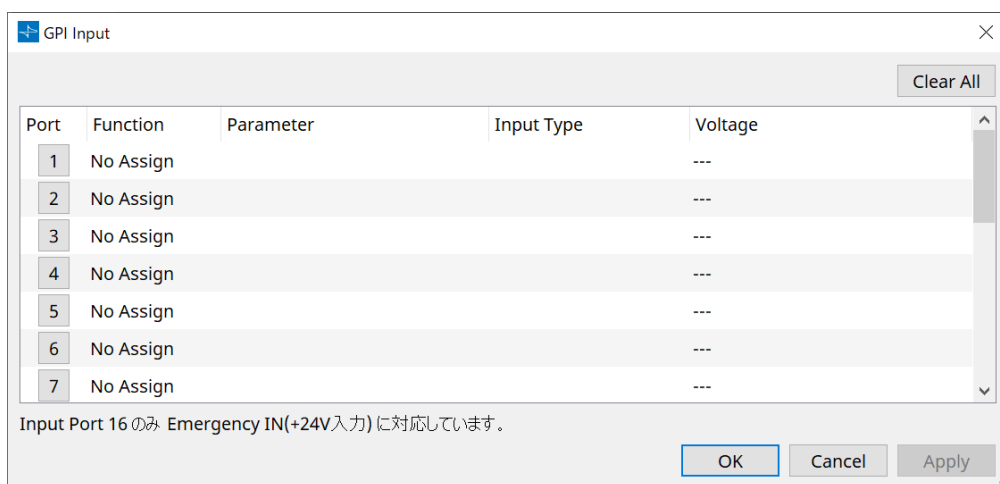 GPI Input
Clear All
Port Function Parameter Input Type Voltage
1 No Assign ---
2 No Assign ---
3 No Assign ---
4 No Assign ---
5 No Assign ---
6 No Assign ---
7 No Assign ---
Input Port 16 のみ Emergency IN(+24V入力) に対応しています。
OK Cancel Apply